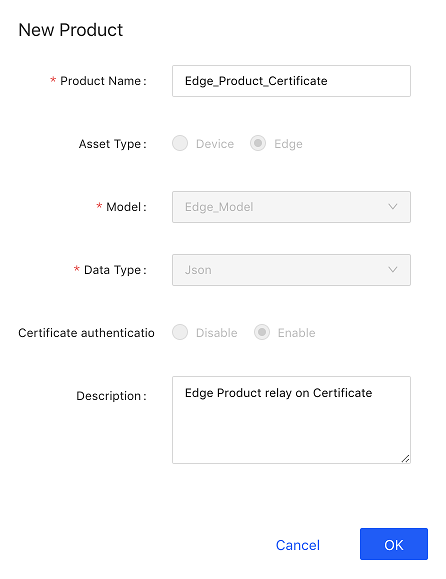 New Product
* Product Name:
Edge_Product_Certificate
Asset Type:
Device
Edge
* Model:
Edge_Model
* Data Type:
Json
Certificate authenticatio
Disable
Enable
Description:
Edge Product relay on Certificate
Cancel
OK